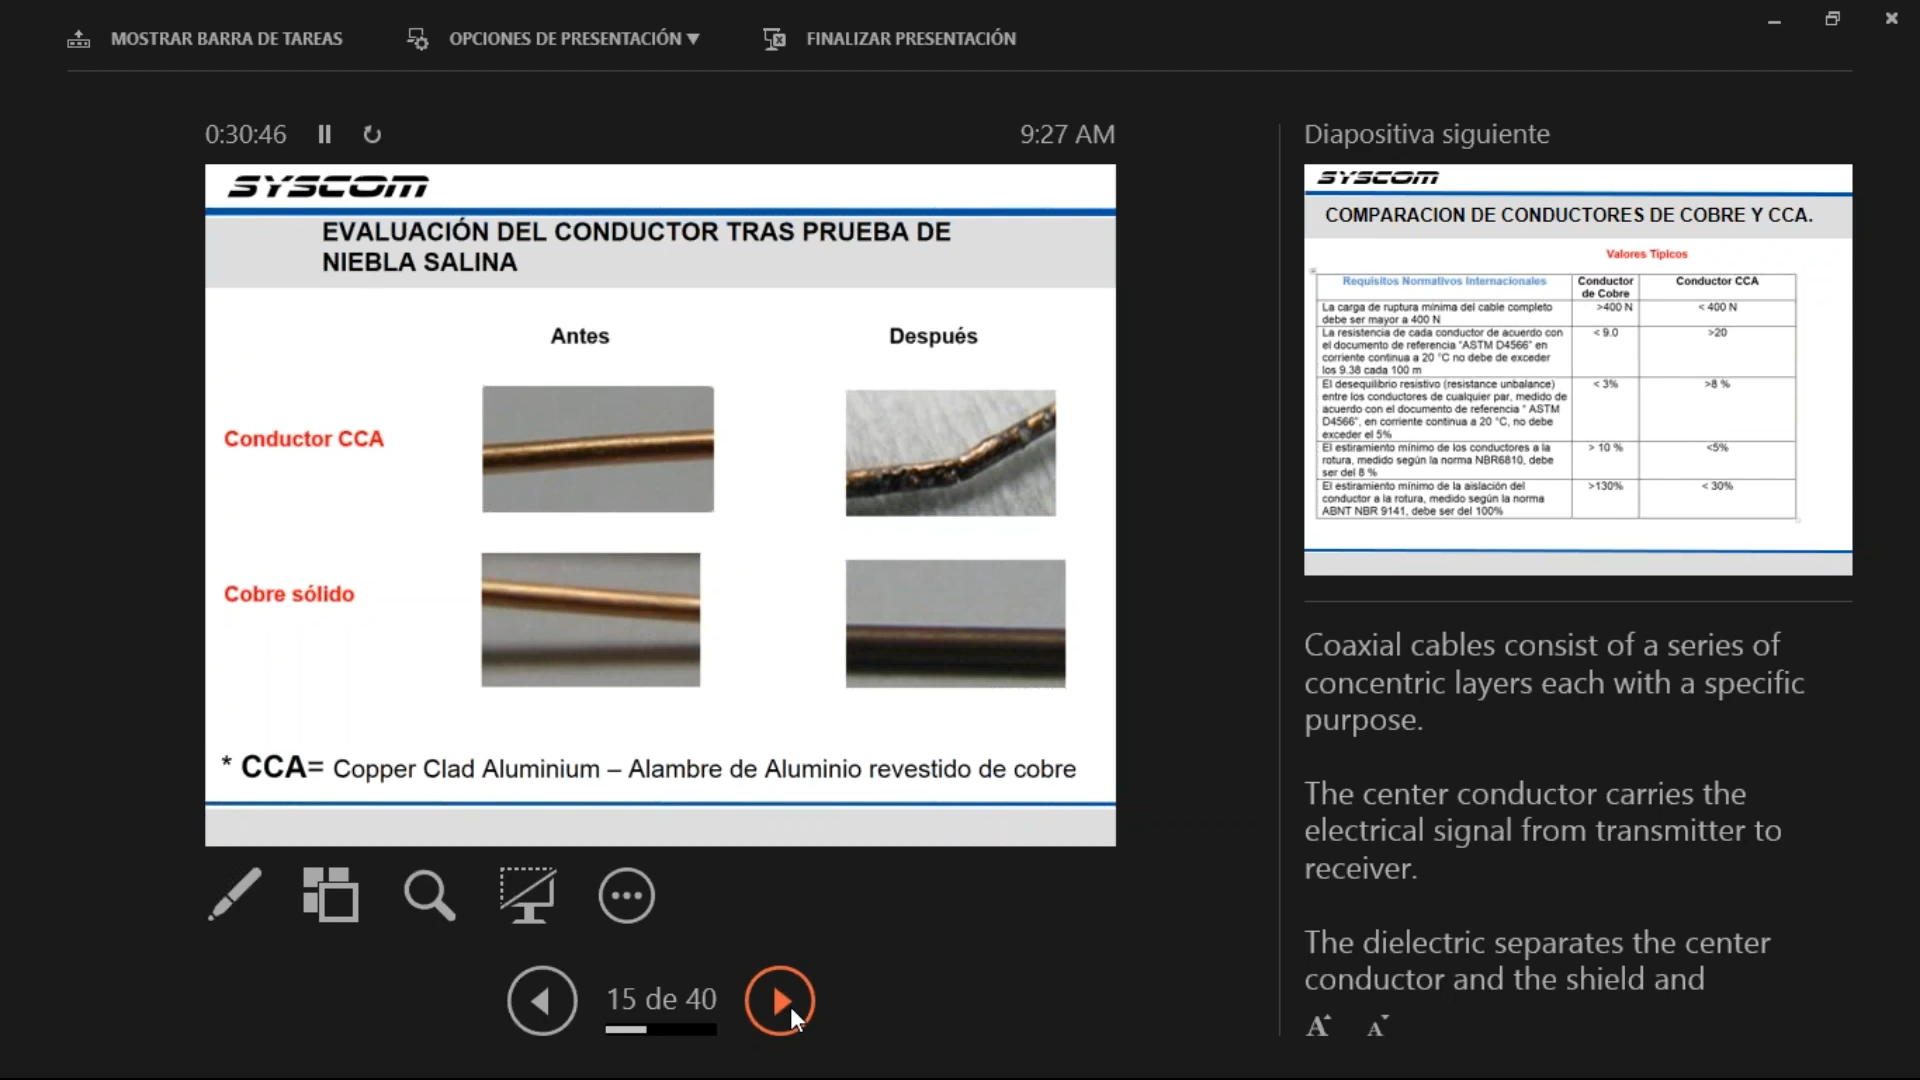 MOSTRAR BARRA DE TAREAS
OPCIONES DE PRESENTACIÓN
FINALIZAR PRESENTACIÓN
0:30:46
9:27 AM
SYSCOM
EVALUACIÓN DEL CONDUCTOR TRAS PRUEBA DE
NIEBLA SALINA
Antes
Después
Conductor CCA
Cobre sólido
* CCA= Copper Clad Aluminium – Alambre de Aluminio revestido de cobre
15 de 40
Diapositiva siguiente
SYSCOM
COMPARACION DE CONDUCTORES DE COBRE Y CCA.
Valores Tipicos
Requisitos Normativos Internacionales
Conductor
de Cobre
Conductor CCA
La carga de ruptura mínima del cable completo
debe ser mayor a 400 N
>400 N
< 400 N
La resistencia de cada conductor de acuerdo con
el documento de referencia "ASTM D4566" en
corriente continua a 20 °C no debe de exceder
los 9.38 cada 100 m
< 9.0
>20
El desequilibrio resistivo (resistance unbalance)
entre los conductores de cualquier par, medido de
acuerdo con el documento de referencia " ASTM
D4566", en corriente continua a 20 °C, no debe
exceder el 5%
< 3%
>8 %
El estiramiento mínimo de los conductores a la
rotura, medido según la norma NBR6810, debe
ser del 8 %
> 10 %
<5%
El estiramiento mínimo de la aislación del
conductor a la rotura, medido según la norma
ABNT NBR 9141, debe ser del 100%
>130%
< 30%
Coaxial cables consist of a series of
concentric layers each with a specific
purpose.
The center conductor carries the
electrical signal from transmitter to
receiver.
The dielectric separates the center
conductor and the shield and
A A